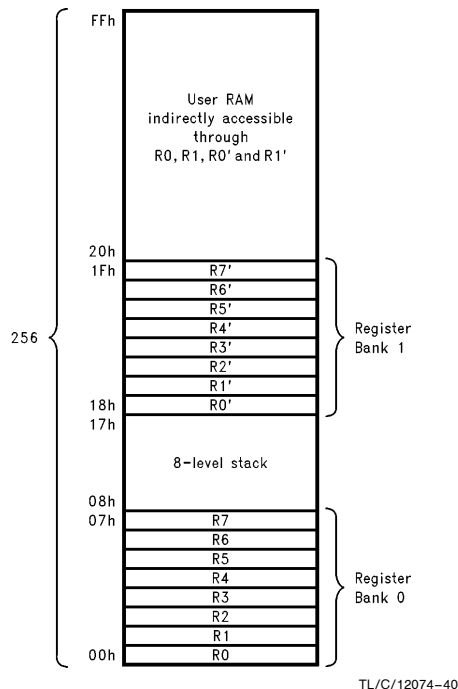 FFh
User RAM
indirectly accessible
through
R0, R1, R0' and R1'
20h
1Fh
R7'
R6'
R5'
R4'
R3'
R2'
R1'
R0'
256
Register
Bank 1
18h
17h
8-level stack
08h
07h
R7
R6
R5
R4
R3
R2
R1
R0
Register
Bank 0
00h
TL/C/12074-40